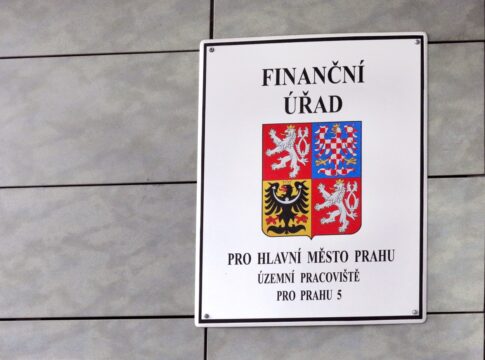 FINANČNÍ
ÚŘAD
PRO HLAVNÍ MĚSTO PRAHU
ÚZEMNÍ PRACOVIŠTĚ
PRO PRAHU 5